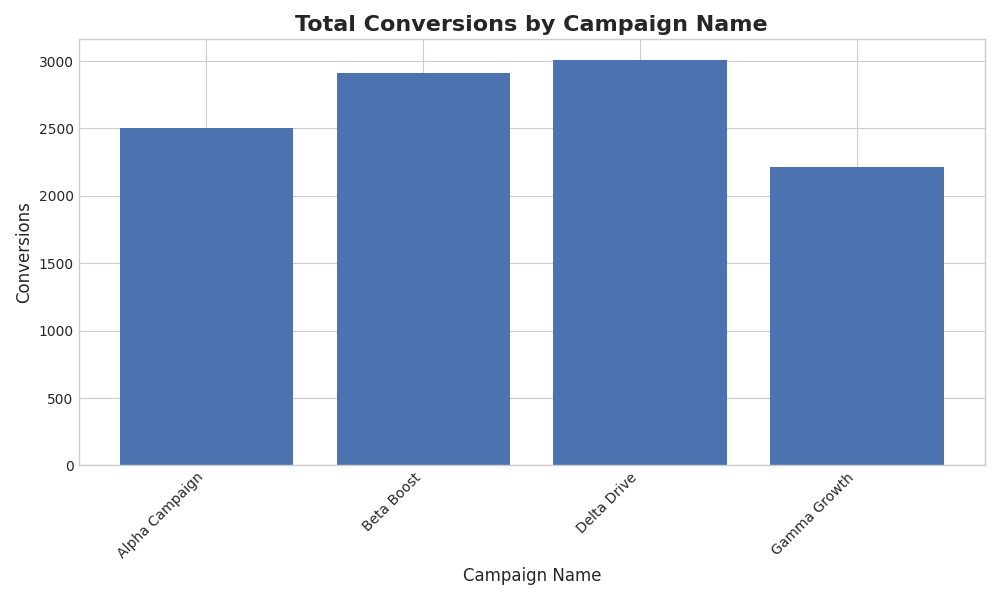 Total Conversions by Campaign Name
3000
2500
2000
1500
1000
500
0
Conversions
Alpha Campaign
Beta Boost
Delta Drive
Gamma Growth
Campaign Name